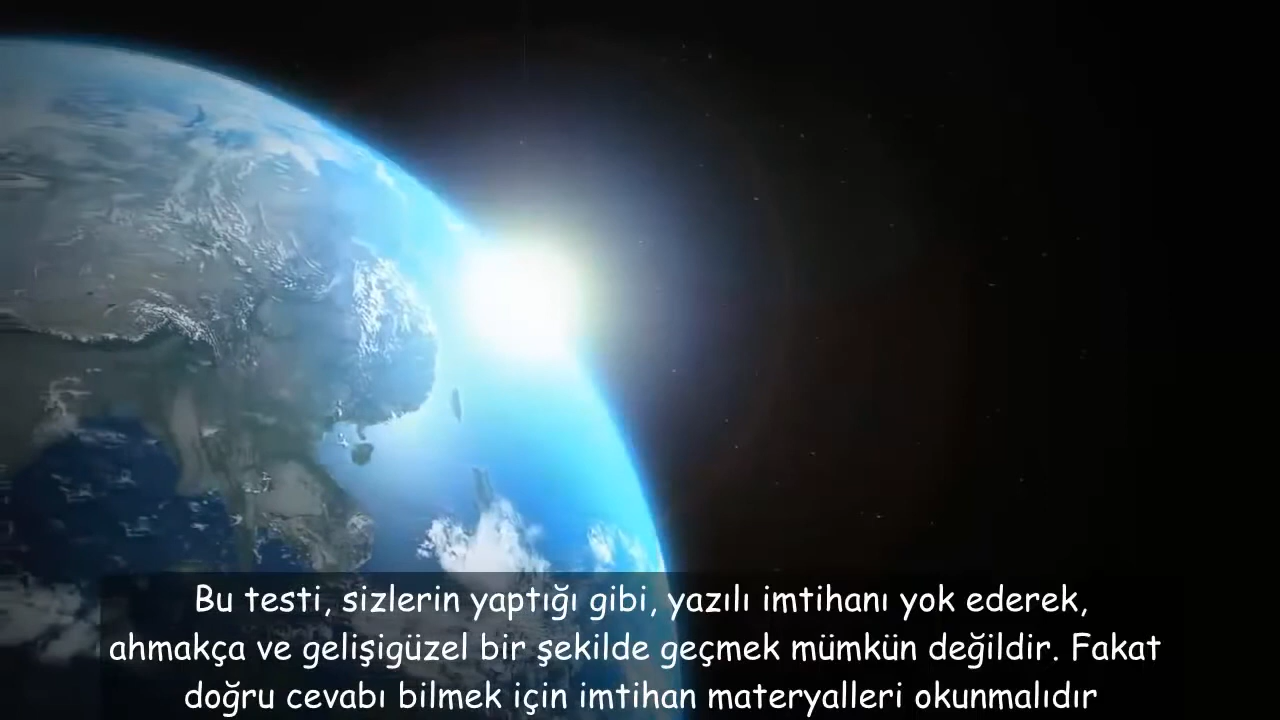 Bu testi, sizlerin yaptığı gibi, yazılı imtihanı yok ederek,
ahmakça ve gelişigüzel bir şekilde geçmek mümkün değildir. Fakat
doğru cevabı bilmek için imtihan materyalleri okunmalıdır